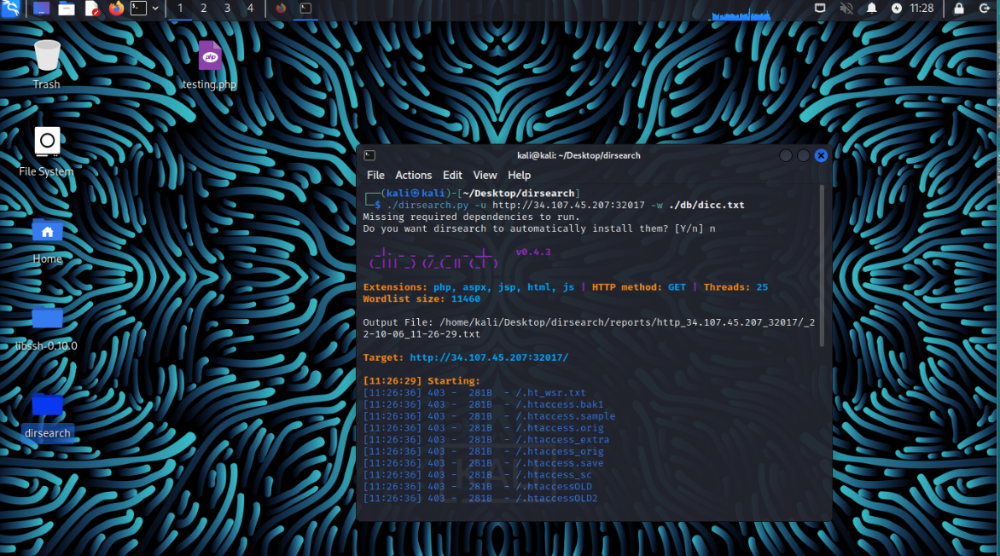 1 2 3 4 11:28
Trash
php
testing.php
File System
Home
libssh-0.10.0
dirsearch
kali@kali: ~/Desktop/dirsearch
File Actions Edit View Help
┌──(kali㉿kali)-[~/Desktop/dirsearch]
└─$ ./dirsearch.py -u http://34.107.45.207:32017 -w ./db/dicc.txt
Missing required dependencies to run.
Do you want dirsearch to automatically install them? [Y/n] n
v0.4.3
Extensions: php, aspx, jsp, html, js | HTTP method: GET | Threads: 25
Wordlist size: 11460
Output File: /home/kali/Desktop/dirsearch/reports/http_34.107.45.207_32017/_2
2-10-06_11-26-29.txt
Target: http://34.107.45.207:32017/
[11:26:29] Starting:
[11:26:36] 403 - 281B - /.ht_wsr.txt
[11:26:36] 403 - 281B - /.htaccess.bak1
[11:26:36] 403 - 281B - /.htaccess.sample
[11:26:36] 403 - 281B - /.htaccess.orig
[11:26:36] 403 - 281B - /.htaccess_extra
[11:26:36] 403 - 281B - /.htaccess_orig
[11:26:36] 403 - 281B - /.htaccess.save
[11:26:36] 403 - 281B - /.htaccess_sc
[11:26:36] 403 - 281B - /.htaccessOLD
[11:26:36] 403 - 281B - /.htaccessOLD2